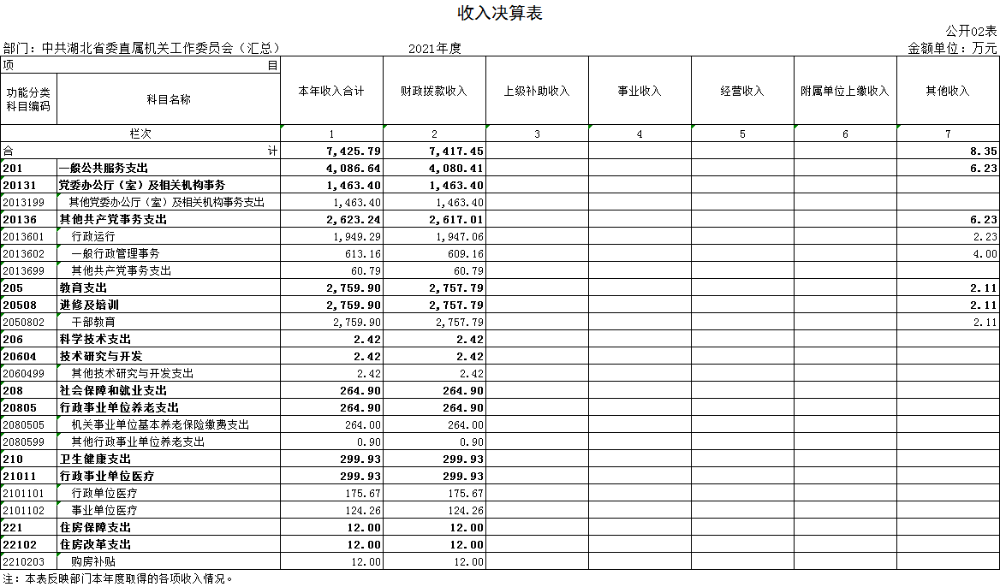 收入决算表
公开02表
部门：中共湖北省委直属机关工作委员会（汇总） 2021年度 金额单位：万元
项 目 本年收入合计 财政拨款收入 上级补助收入 事业收入 经营收入 附属单位上缴收入 其他收入
功能分类科目编码 科目名称
栏次 1 2 3 4 5 6 7
合 计 7,425.79 7,417.45 8.35
201 一般公共服务支出 4,086.64 4,080.41 6.23
20131 党委办公厅（室）及相关机构事务 1,463.40 1,463.40
2013199 其他党委办公厅（室）及相关机构事务支出 1,463.40 1,463.40
20136 其他共产党事务支出 2,623.24 2,617.01 6.23
2013601 行政运行 1,949.29 1,947.06 2.23
2013602 一般行政管理事务 613.16 609.16 4.00
2013699 其他共产党事务支出 60.79 60.79
205 教育支出 2,759.90 2,757.79 2.11
20508 进修及培训 2,759.90 2,757.79 2.11
2050802 干部教育 2,759.90 2,757.79 2.11
206 科学技术支出 2.42 2.42
20604 技术研究与开发 2.42 2.42
2060499 其他技术研究与开发支出 2.42 2.42
208 社会保障和就业支出 264.90 264.90
20805 行政事业单位养老支出 264.90 264.90
2080505 机关事业单位基本养老保险缴费支出 264.00 264.00
2080599 其他行政事业单位养老支出 0.90 0.90
210 卫生健康支出 299.93 299.93
21011 行政事业单位医疗 299.93 299.93
2101101 行政单位医疗 175.67 175.67
2101102 事业单位医疗 124.26 124.26
221 住房保障支出 12.00 12.00
22102 住房改革支出 12.00 12.00
2210203 购房补贴 12.00 12.00
注：本表反映部门本年度取得的各项收入情况。